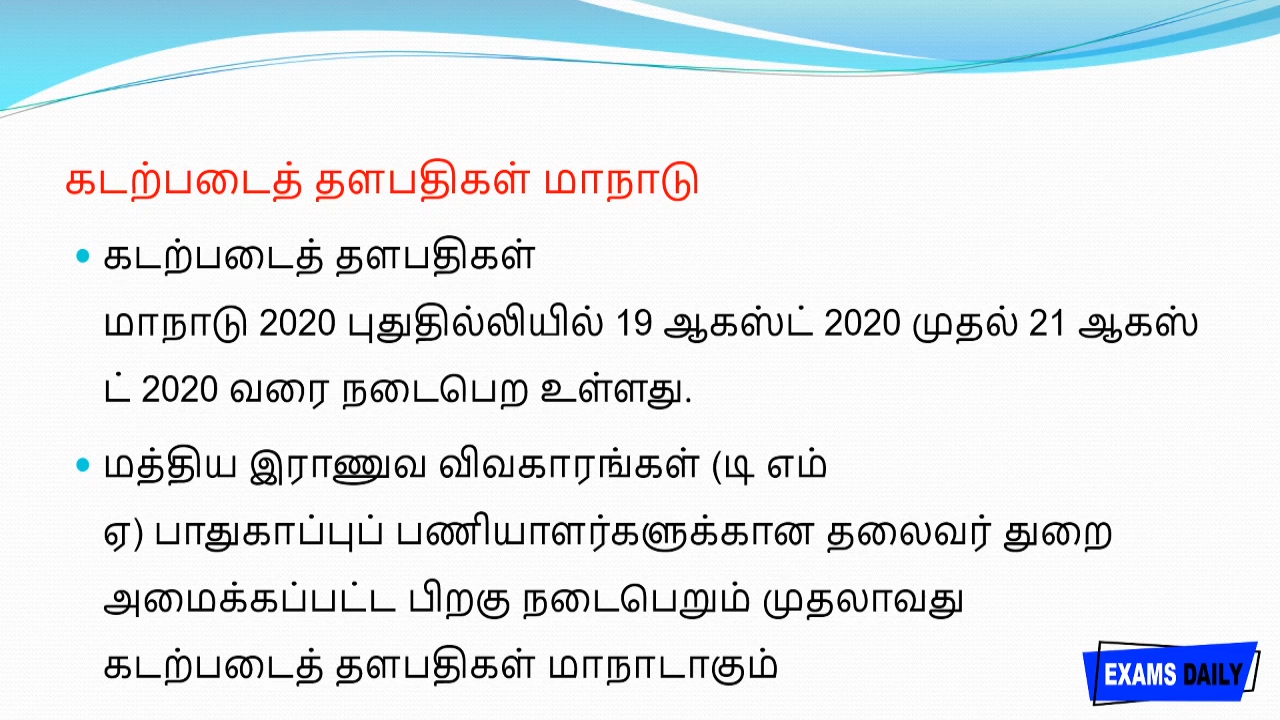 கடற்படைத் தளபதிகள் மாநாடு
கடற்படைத் தளபதிகள்
மாநாடு 2020 புதுதில்லியில் 19 ஆகஸ்ட் 2020 முதல் 21 ஆகஸ்
ட் 2020 வரை நடைபெற உள்ளது.
மத்திய இராணுவ விவகாரங்கள் (டி எம்
ஏ) பாதுகாப்புப் பணியாளர்களுக்கான தலைவர் துறை
அமைக்கப்பட்ட பிறகு நடைபெறும் முதலாவது
கடற்படைத் தளபதிகள் மாநாடாகும்
EXAMS DAILY